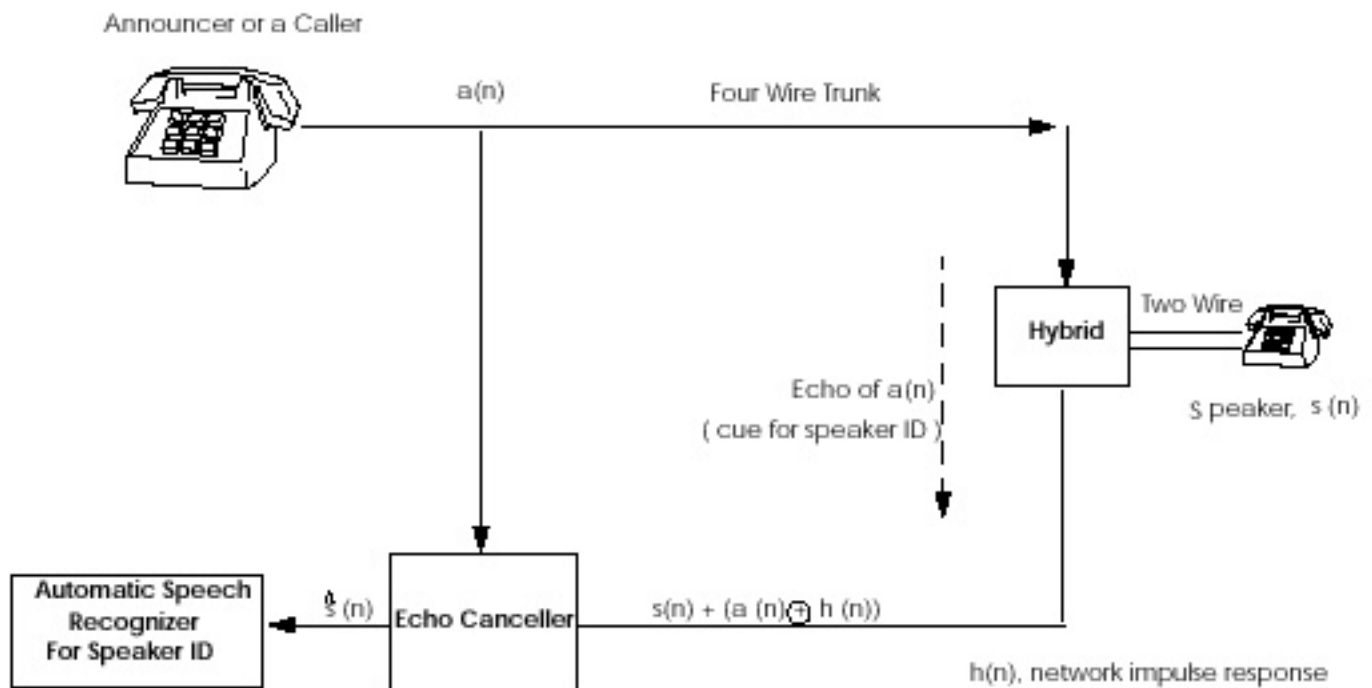 Announcer or a Caller
a(n)
Four Wire Trunk
Two Wire
Hybrid
Echo of a(n)
( cue for speaker ID )
S peaker, s (n)
Automatic Speech
Recognizer
For Speaker ID
ŝ (n)
Echo Canceller
s(n) + (a (n) ⊕ h (n))
h(n), network impulse response